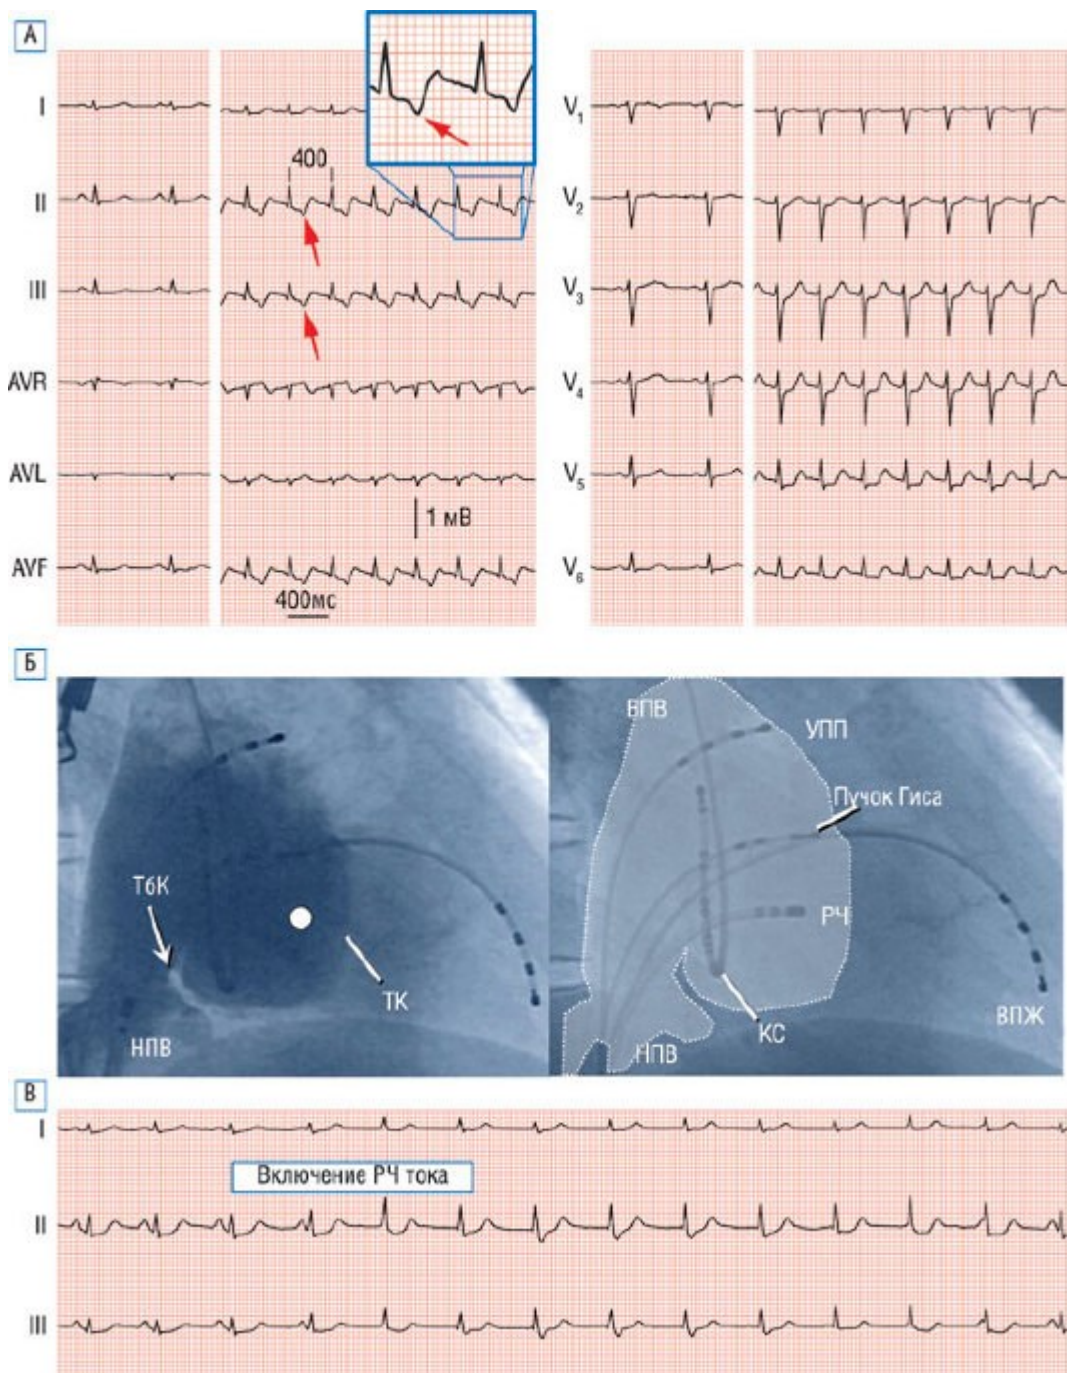 А
I
II
III
AVR
AVL
AVF
400
1 мВ
400мс
V1
V2
V3
V4
V5
V6
Б
ТбК
НПВ
ТК
ВПВ
УПП
Пучок Гиса
РЧ
КС
НПВ
ВПЖ
В
I
Включение РЧ тока
II
III